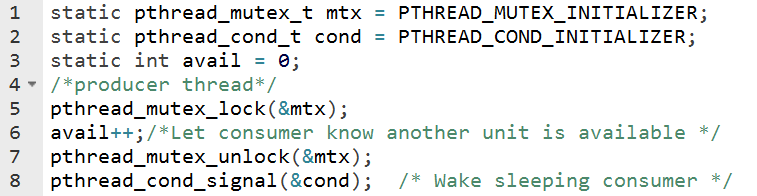 1 static pthread_mutex_t mtx = PTHREAD_MUTEX_INITIALIZER;
2 static pthread_cond_t cond = PTHREAD_COND_INITIALIZER;
3 static int avail = 0;
4 /*producer thread*/
5 pthread_mutex_lock(&mtx);
6 avail++;/*Let consumer know another unit is available */
7 pthread_mutex_unlock(&mtx);
8 pthread_cond_signal(&cond);  /* Wake sleeping consumer */